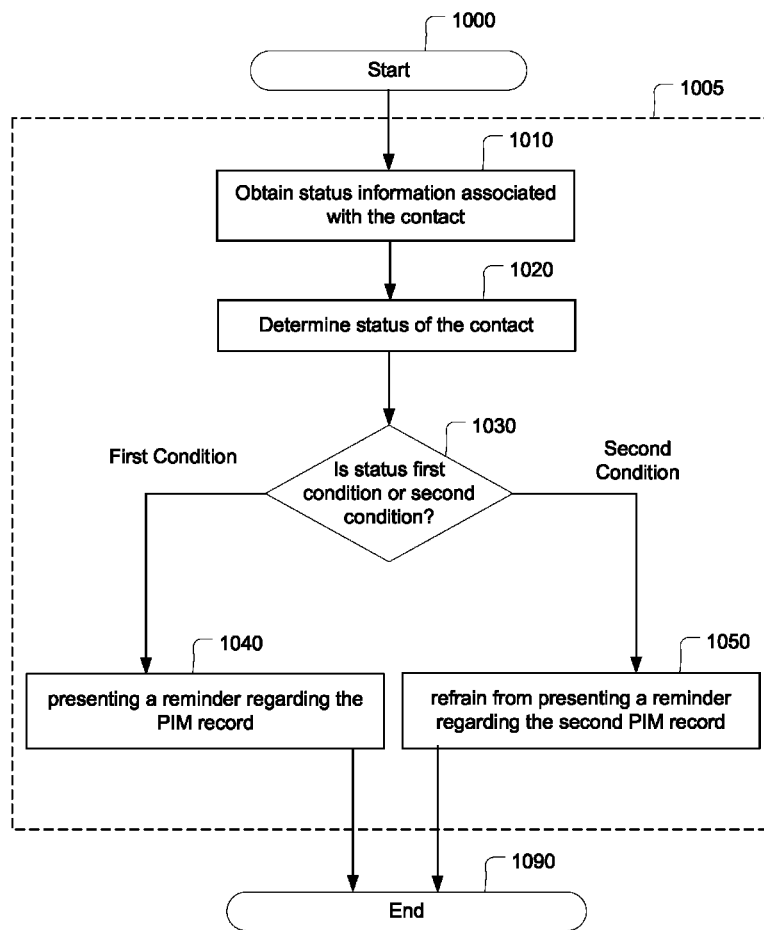 1000
Start
1005
1010
Obtain status information associated
with the contact
1020
Determine status of the contact
1030
First Condition
Second
Condition
Is status first
condition or second
condition?
1040
presenting a reminder regarding the
PIM record
1050
refrain from presenting a reminder
regarding the second PIM record
1090
End